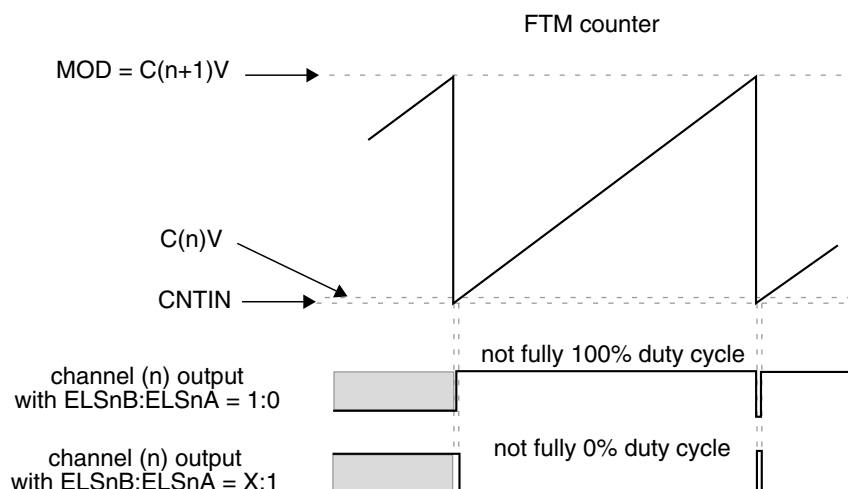 FTM counter
MOD = C(n+1)V
C(n)V
CNTIN
not fully 100% duty cycle
channel (n) output
with ELSnB:ELSnA = 1:0
not fully 0% duty cycle
channel (n) output
with ELSnB:ELSnA = X:1